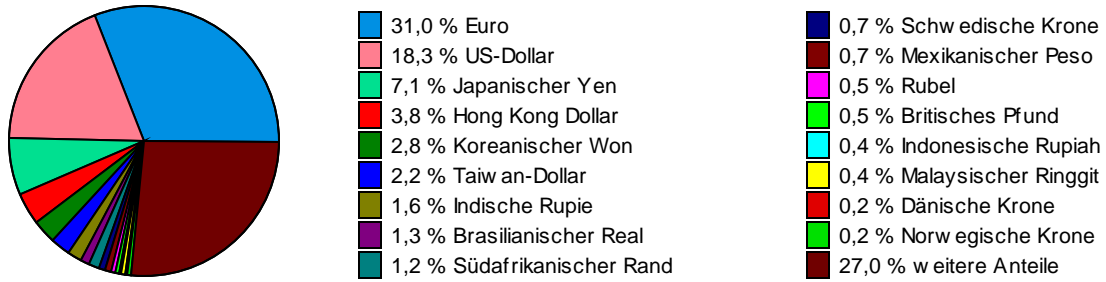 31,0 % Euro
18,3 % US-Dollar
7,1 % Japanischer Yen
3,8 % Hong Kong Dollar
2,8 % Koreanischer Won
2,2 % Taiwan-Dollar
1,6 % Indische Rupie
1,3 % Brasilianischer Real
1,2 % Südafrikanischer Rand
0,7 % Schwedische Krone
0,7 % Mexikanischer Peso
0,5 % Rubel
0,5 % Britisches Pfund
0,4 % Indonesische Rupiah
0,4 % Malaysischer Ringgit
0,2 % Dänische Krone
0,2 % Norwegische Krone
27,0 % weitere Anteile